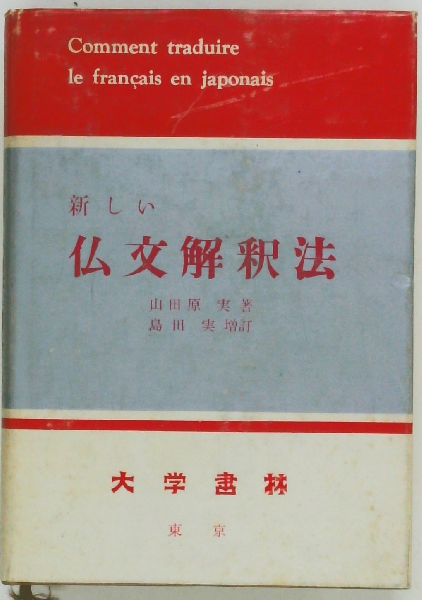 Comment traduire
le français en japonais
新しい
仏文解釈法
山田原 実 著
島田 実 増訂
大学書林
東京